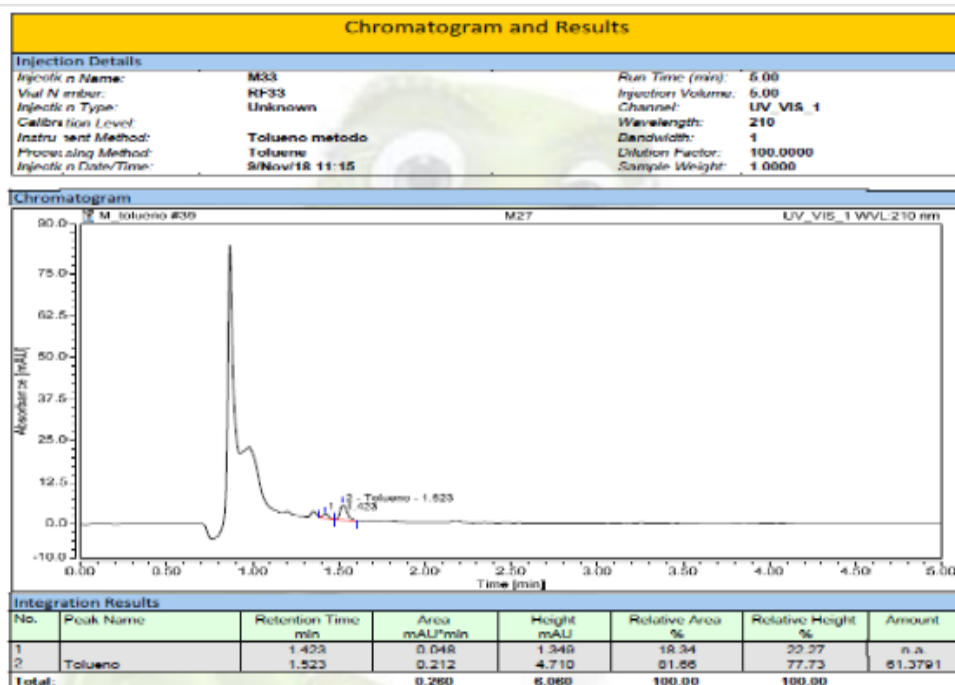 Chromatogram and Results
Injection Details
Injection Name: M33 Run Time (min): 5.00
Vial Number: RF33 Injection Volume: 5.00
Injection Type: Unknown Channel: UV_VIS_1
Calibration Level: Wavelength: 210
Instrument Method: Tolueno metodo Bandwidth: 1
Processing Method: Toluene Dilution Factor: 100.0000
Injection Date/Time: 9/Nov/18 11:15 Sample Weight: 1.0000
Chromatogram
M_tolueno #39 M27 UV_VIS_1 WVL:210 nm
90.0
75.0
62.5
50.0
37.5
25.0
12.5
0.0
-10.0
Absorbance [mAU]
2 - Tolueno - 1.523
1 1.423
0.00 0.50 1.00 1.50 2.00 2.50 3.00 3.50 4.00 4.50 5.00
Time [min]
Integration Results
No. Peak Name Retention Time Area Height Relative Area Relative Height Amount
min mAU*min mAU % %
1 1.423 0.048 1.349 18.34 22.27 n.a.
2 Tolueno 1.523 0.212 4.710 81.66 77.73 61.3791
Total: 0.260 6.060 100.00 100.00